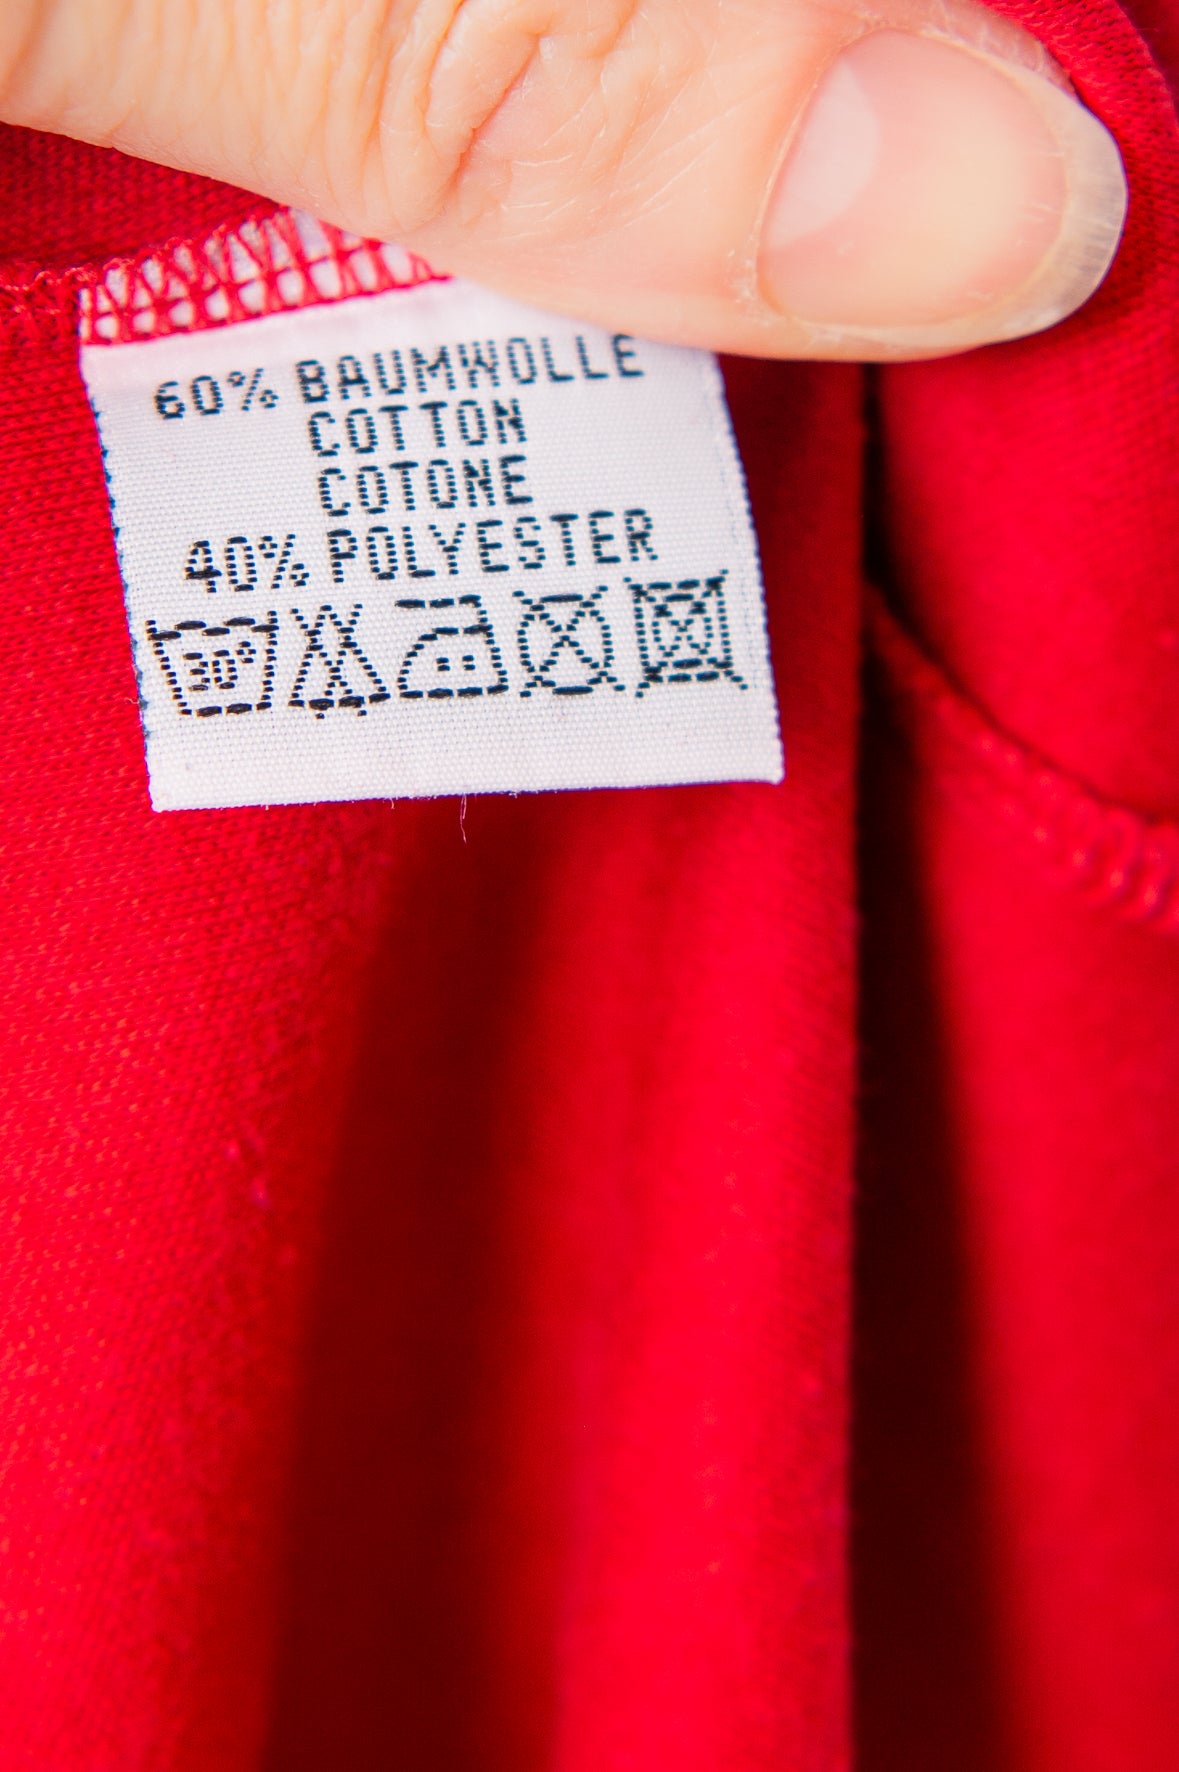 60% BAUMWOLLE
COTTON
COTONE
40% POLYESTER
30°